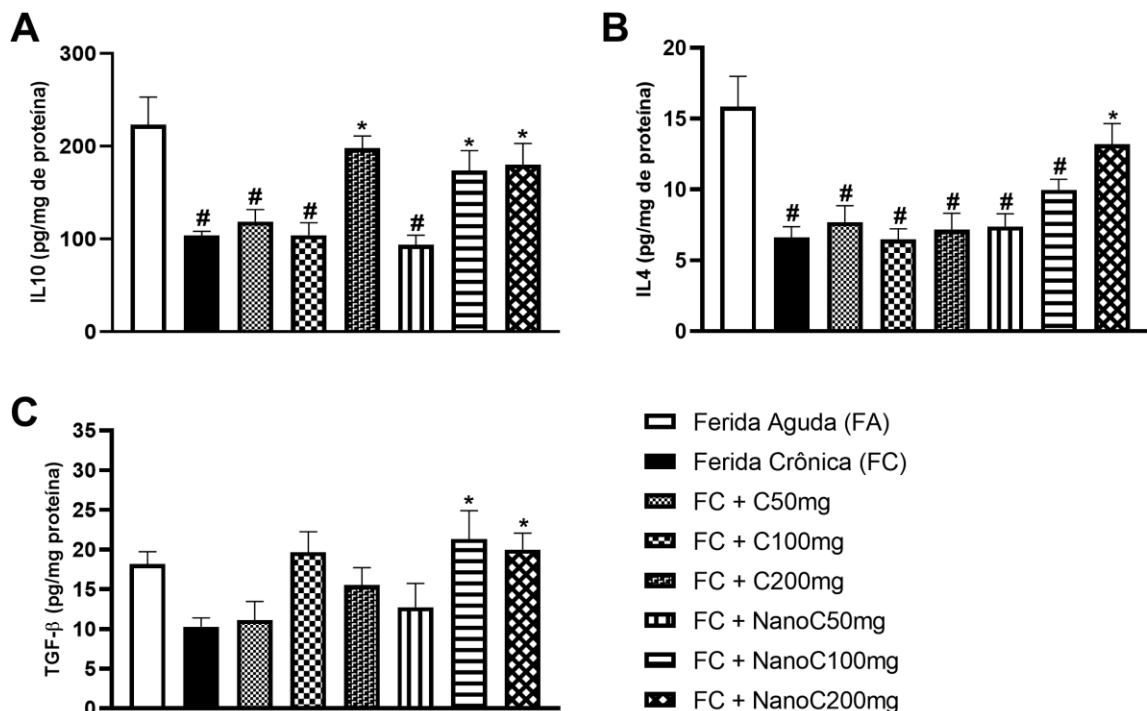 A
IL10 (pg/mg de proteína)
300
200
100
0
#
#
#
*
#
*
*
B
IL4 (pg/mg de proteína)
20
15
10
5
0
#
#
#
#
#
#
*
C
TGF-β (pg/mg proteína)
35
30
25
20
15
10
5
0
*
*
Ferida Aguda (FA)
Ferida Crônica (FC)
FC + C50mg
FC + C100mg
FC + C200mg
FC + NanoC50mg
FC + NanoC100mg
FC + NanoC200mg